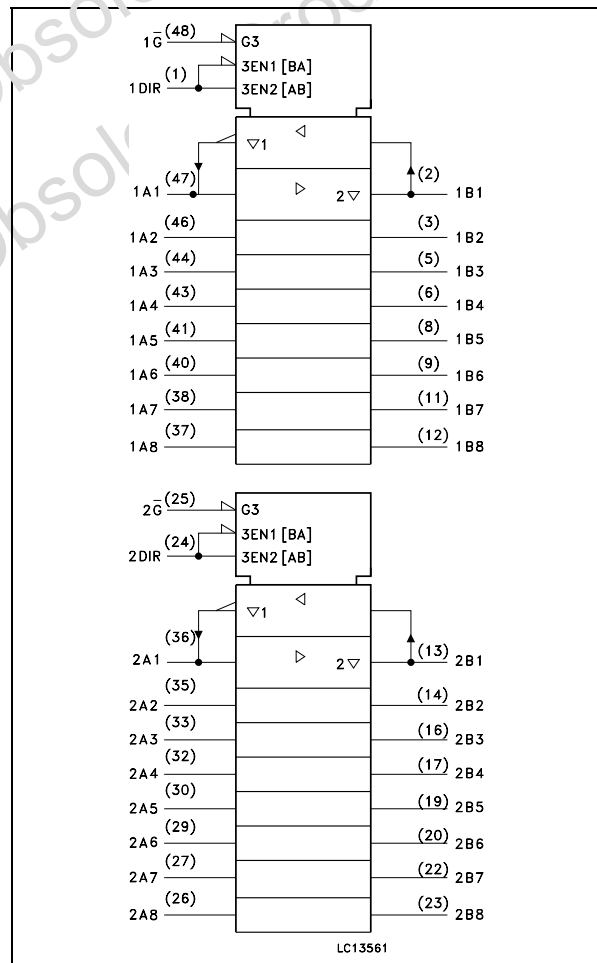 1G̅ (48) G3
3EN1 [BA]
1DIR (1) 3EN2 [AB]
▽1 ◁
1A1 (47) ▷ 2▽ (2) 1B1
1A2 (46) (3) 1B2
1A3 (44) (5) 1B3
1A4 (43) (6) 1B4
1A5 (41) (8) 1B5
1A6 (40) (9) 1B6
1A7 (38) (11) 1B7
1A8 (37) (12) 1B8
2G̅ (25) G3
3EN1 [BA]
2DIR (24) 3EN2 [AB]
▽1 ◁
2A1 (36) ▷ 2▽ (13) 2B1
2A2 (35) (14) 2B2
2A3 (33) (16) 2B3
2A4 (32) (17) 2B4
2A5 (30) (19) 2B5
2A6 (29) (20) 2B6
2A7 (27) (22) 2B7
2A8 (26) (23) 2B8
LC13561